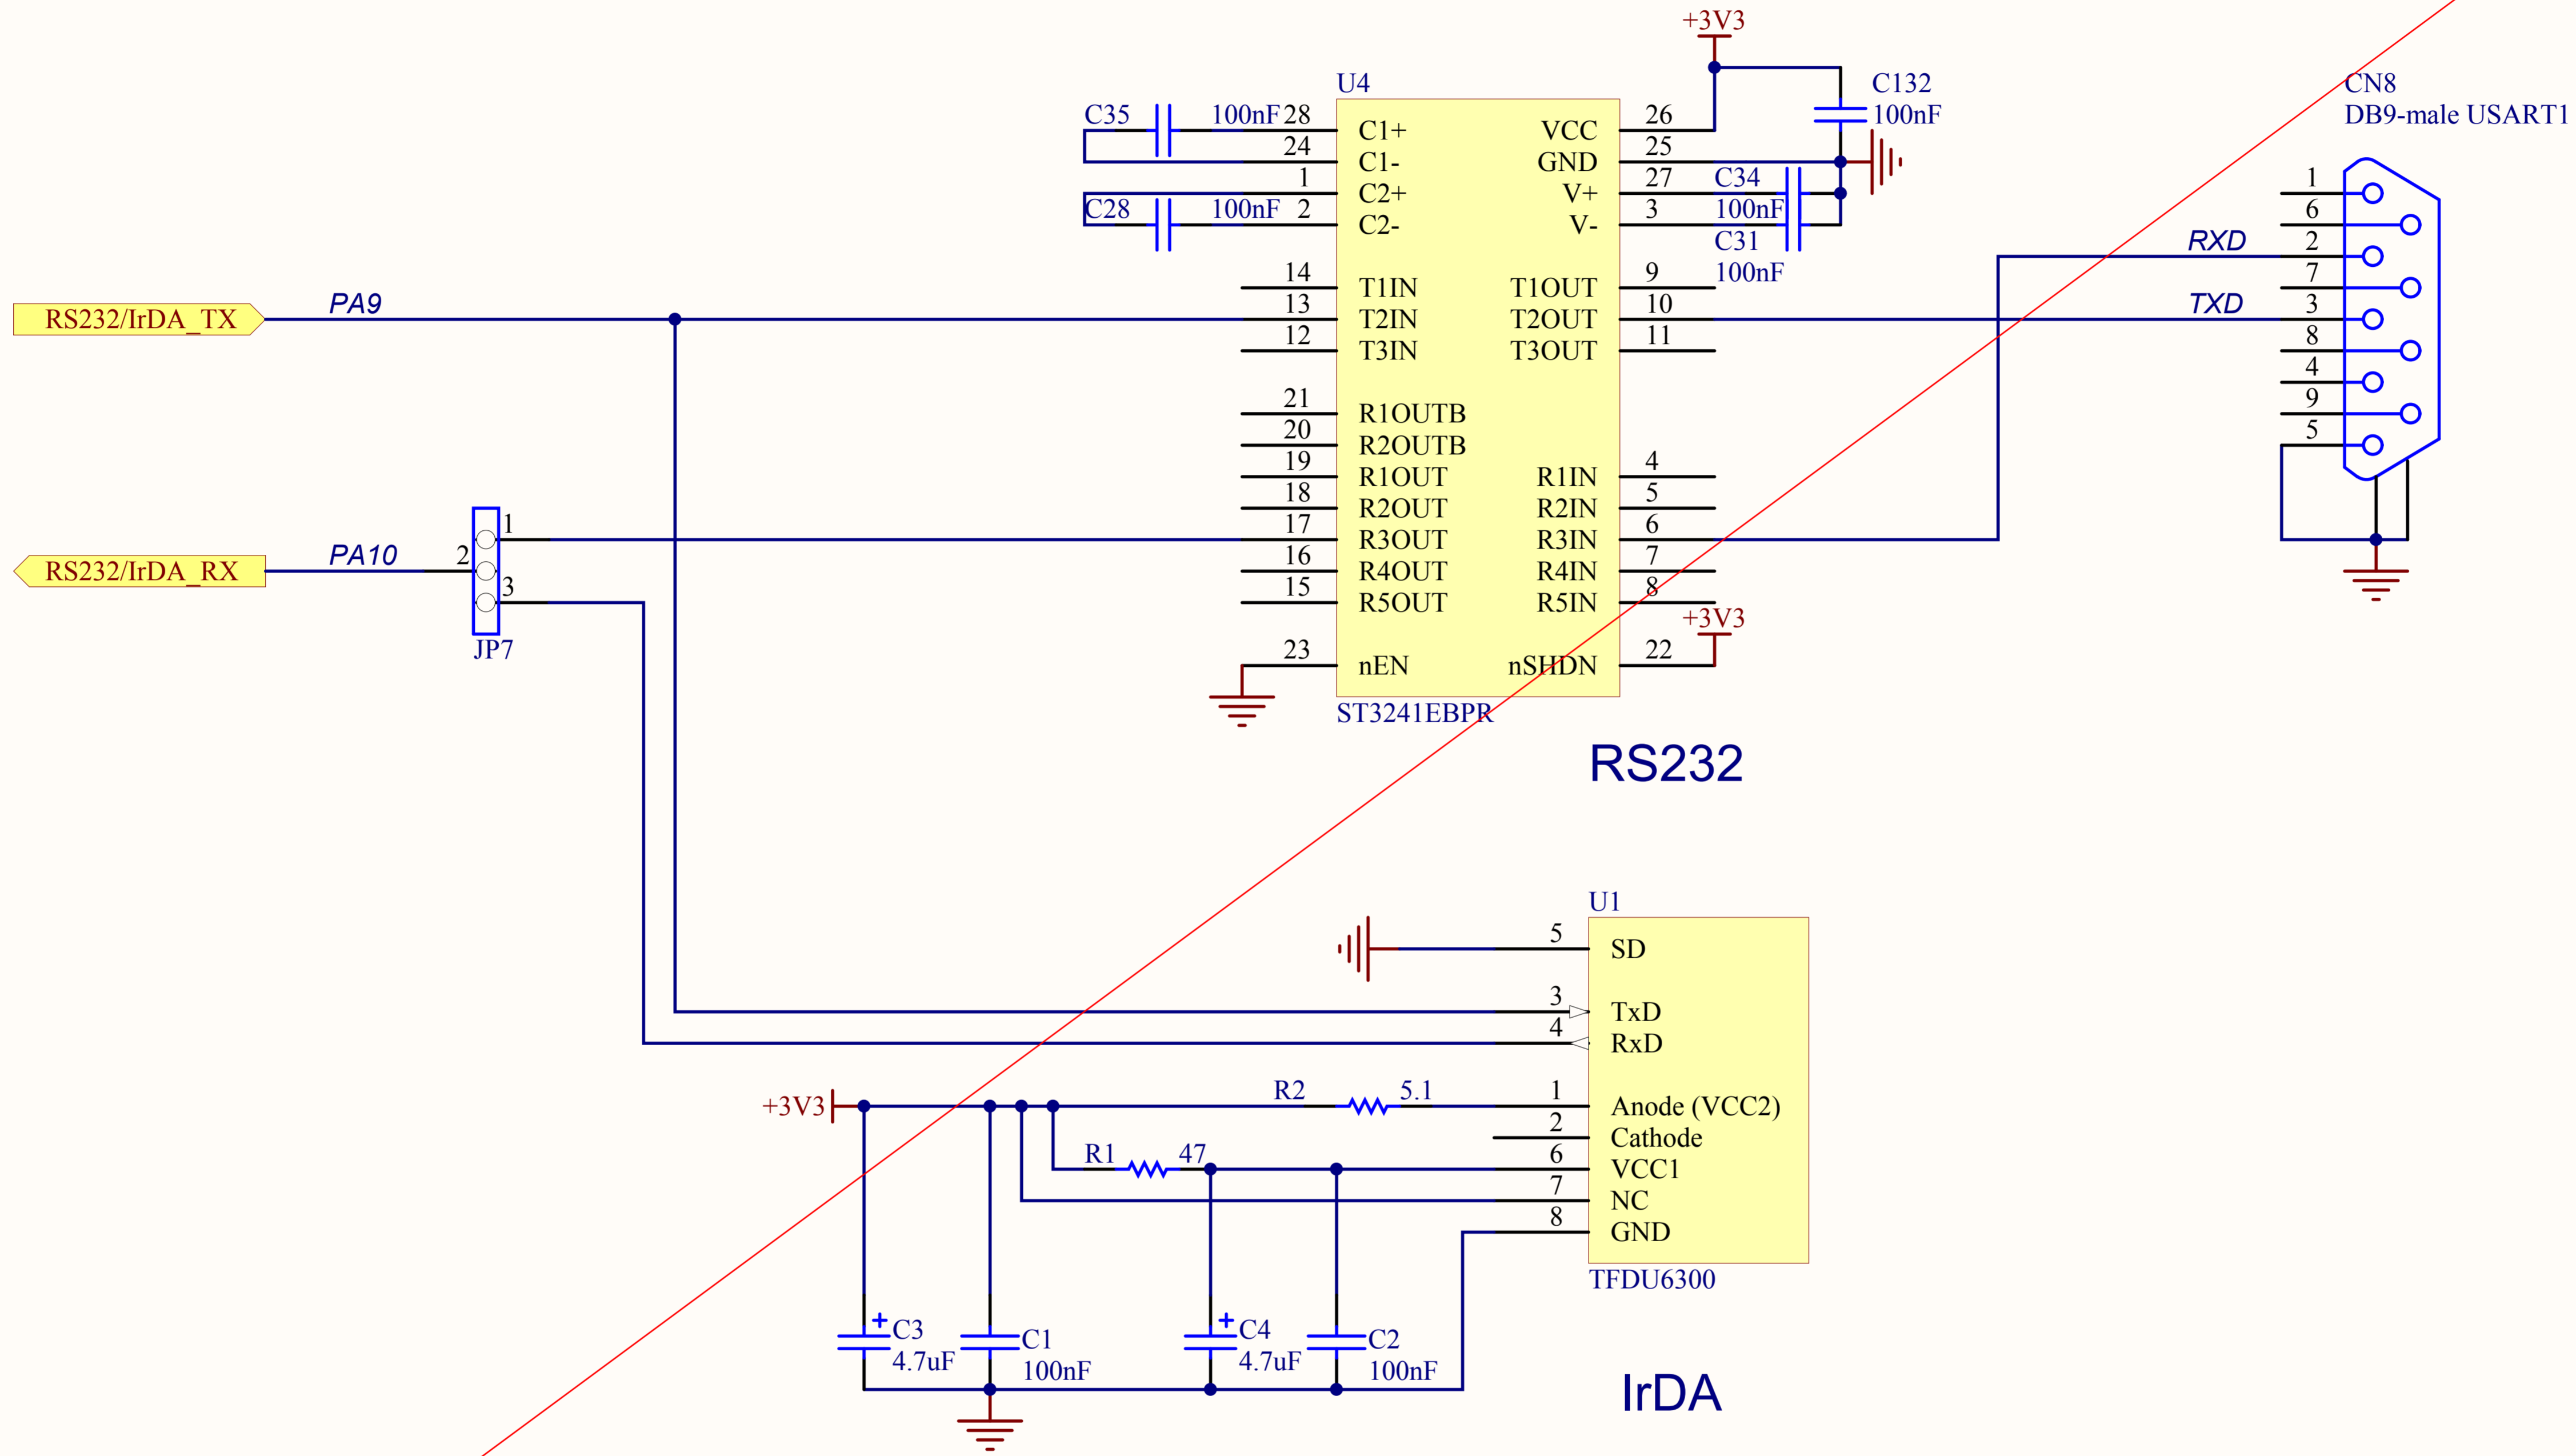 +3V3
U4
C132
100nF
CN8
DB9-male USART1
C35
100nF
28
C1+
VCC
26
24
C1-
GND
25
1
C2+
V+
27
C34
100nF
C28
100nF
2
C2-
V-
3
C31
100nF
14
T1IN
T1OUT
9
RS232/IrDA_TX
PA9
13
T2IN
T2OUT
10
12
T3IN
T3OUT
11
RXD
TXD
1
6
2
7
3
8
4
9
5
21
R1OUTB
20
R2OUTB
19
R1OUT
R1IN
4
18
R2OUT
R2IN
5
17
R3OUT
R3IN
6
16
R4OUT
R4IN
7
15
R5OUT
R5IN
8
+3V3
23
nEN
nSHDN
22
ST3241EBPR
RS232/IrDA_RX
PA10
1
2
3
JP7
RS232
U1
5
SD
3
TxD
4
RxD
+3V3
R2
5.1
1
Anode (VCC2)
2
Cathode
R1
47
6
VCC1
7
NC
8
GND
TFDU6300
+
C3
4.7uF
C1
100nF
+
C4
4.7uF
C2
100nF
IrDA